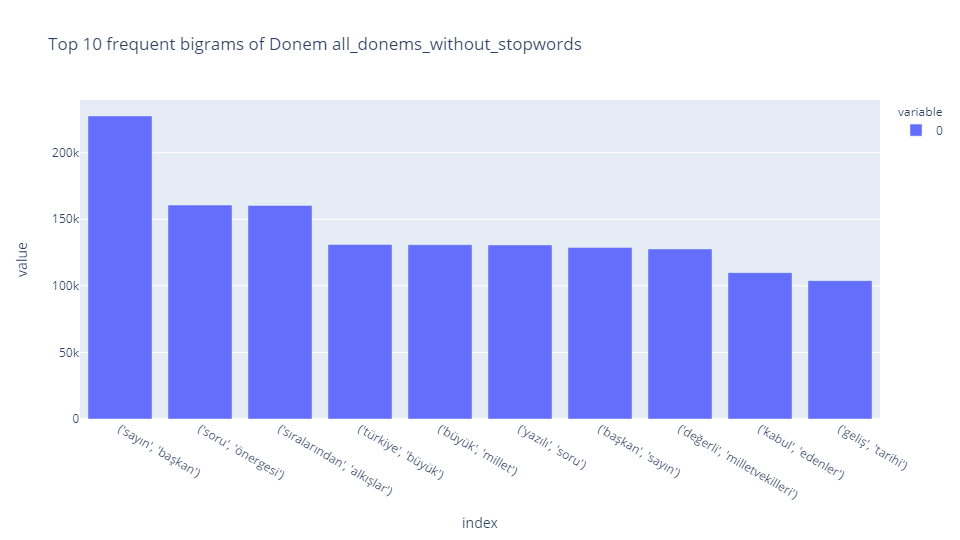 Top 10 frequent bigrams of Donem all_donems_without_stopwords
variable
0
200k
150k
100k
50k
0
value
('sayın', 'başkan')
('soru', 'önergesi')
('sıralarından', 'alkışlar')
('türkiye', 'büyük')
('büyük', 'millet')
('yazılı', 'soru')
('başkan', 'sayın')
('değerli', 'milletvekilleri')
('kabul', 'edenler')
('geliş', 'tarihi')
index